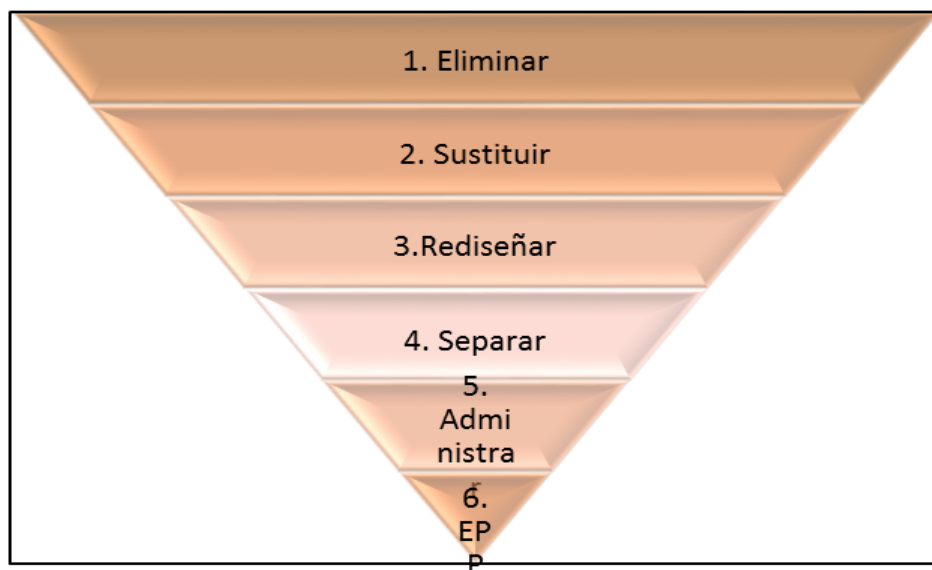 1. Eliminar
2. Sustituir
3.Rediseñar
4. Separar
5.
Admi
nistra
r
6.
EP
P